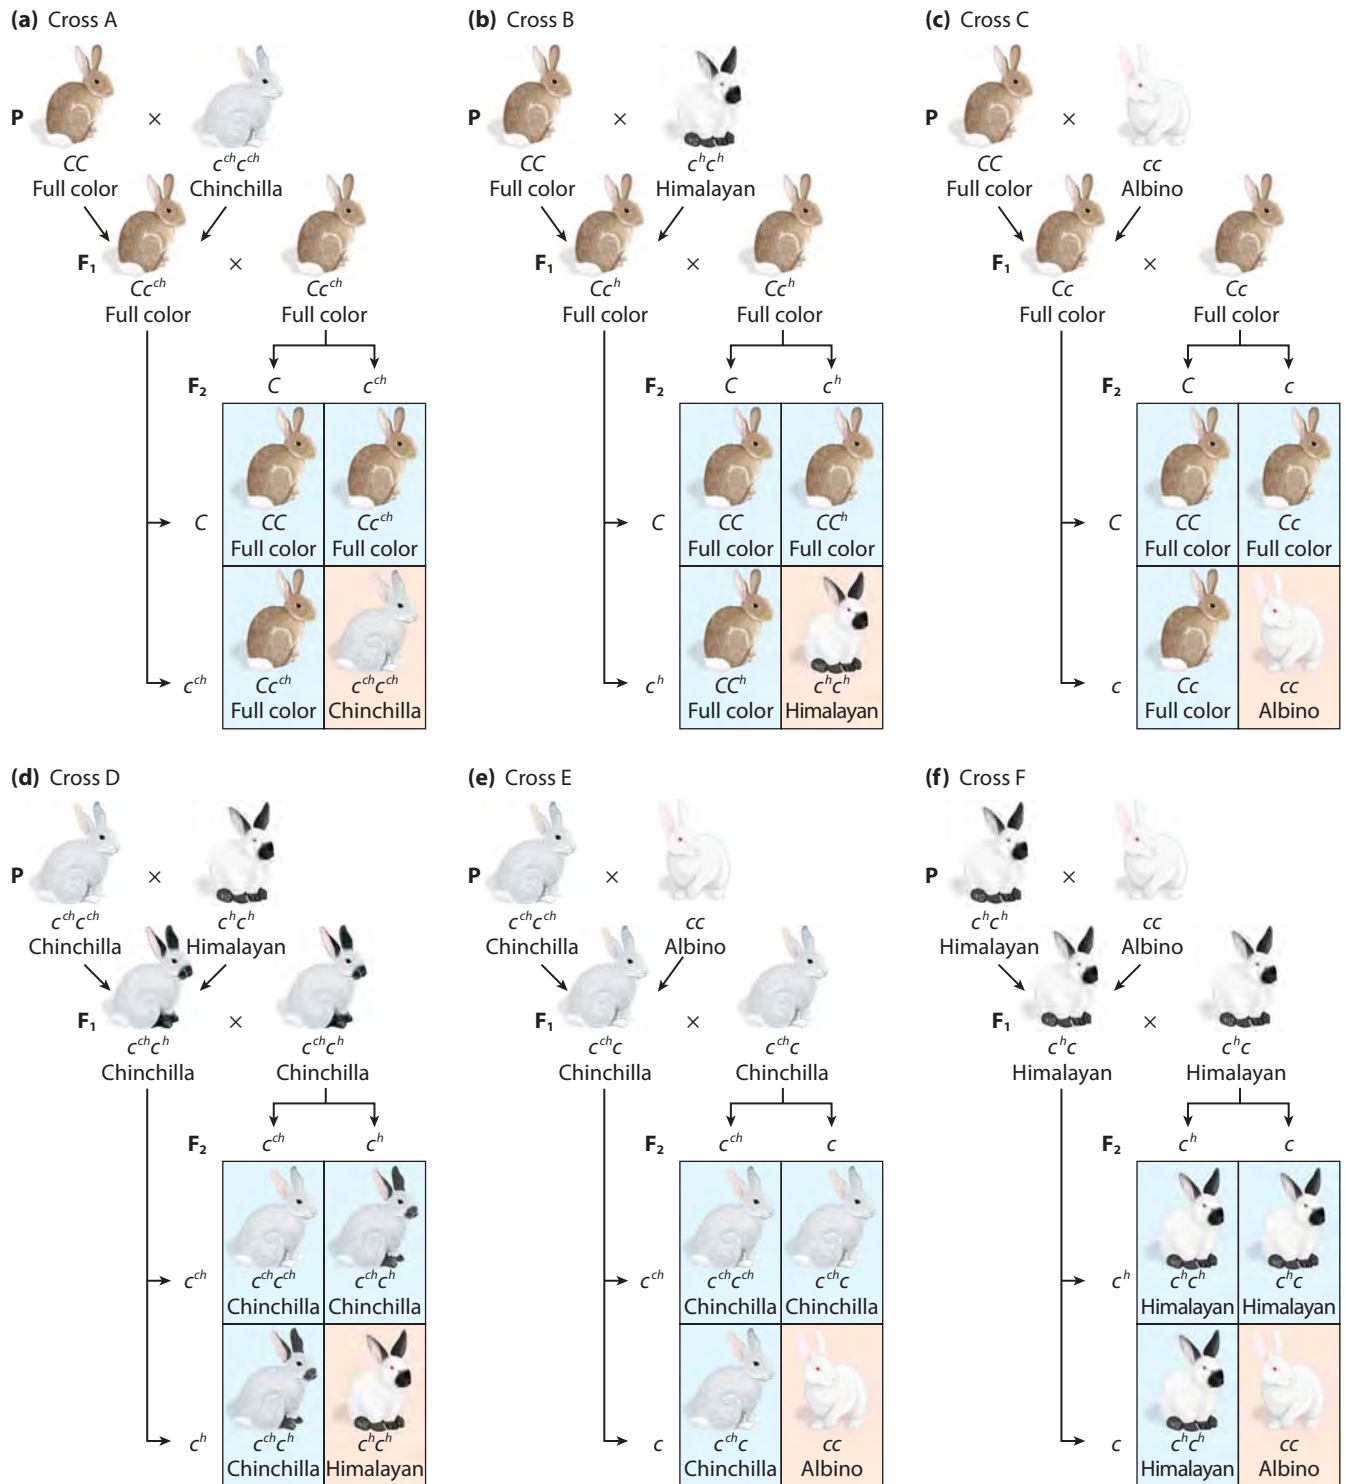 (a) Cross A
P
×
CC
Full color
c^ch c^ch
Chinchilla
F1
×
Cc^ch
Full color
Cc^ch
Full color
F2
C
c^ch
C
CC
Full color
Cc^ch
Full color
c^ch
Cc^ch
Full color
c^ch c^ch
Chinchilla
(b) Cross B
P
×
CC
Full color
c^h c^h
Himalayan
F1
×
Cc^h
Full color
Cc^h
Full color
F2
C
c^h
C
CC
Full color
CC^h
Full color
c^h
CC^h
Full color
c^h c^h
Himalayan
(c) Cross C
P
×
CC
Full color
cc
Albino
F1
×
Cc
Full color
Cc
Full color
F2
C
c
C
CC
Full color
Cc
Full color
c
Cc
Full color
cc
Albino
(d) Cross D
P
×
c^ch c^ch
Chinchilla
c^h c^h
Himalayan
F1
×
c^ch c^h
Chinchilla
c^ch c^h
Chinchilla
F2
c^ch
c^h
c^ch
c^ch c^ch
Chinchilla
c^ch c^h
Chinchilla
c^h
c^ch c^h
Chinchilla
c^h c^h
Himalayan
(e) Cross E
P
×
c^ch c^ch
Chinchilla
cc
Albino
F1
×
c^ch c
Chinchilla
c^ch c
Chinchilla
F2
c^ch
c
c^ch
c^ch c^ch
Chinchilla
c^ch c
Chinchilla
c
c^ch c
Chinchilla
cc
Albino
(f) Cross F
P
×
c^h c^h
Himalayan
cc
Albino
F1
×
c^h c
Himalayan
c^h c
Himalayan
F2
c^h
c
c^h
c^h c^h
Himalayan
c^h c
Himalayan
c
c^h c^h
Himalayan
cc
Albino